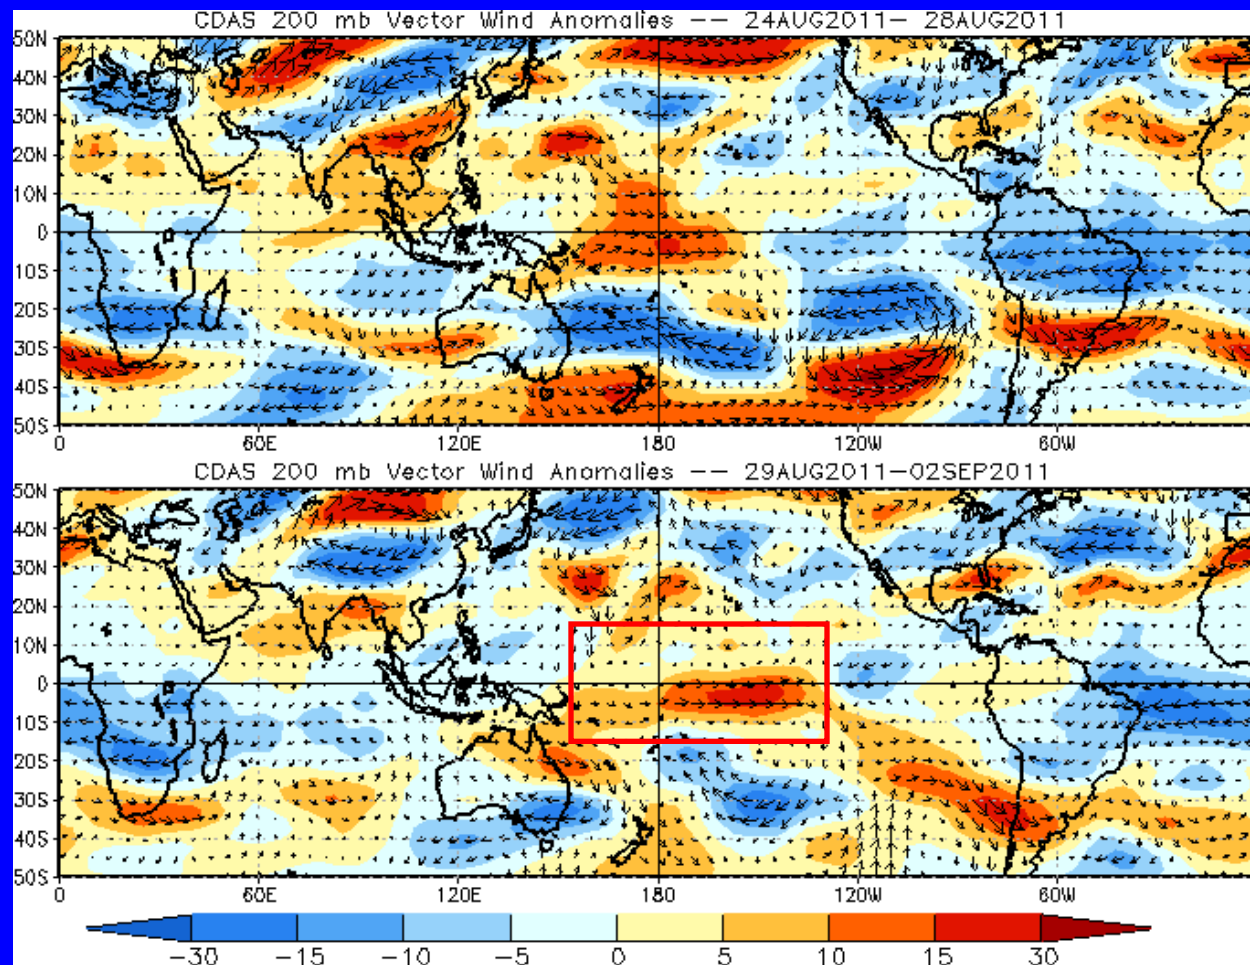 CDAS 200 mb Vector Wind Anomalies -- 24AUG2011- 28AUG2011
50N
40N
30N
20N
10N
0
10S
20S
30S
40S
50S
0 60E 120E 180 120W 60W
CDAS 200 mb Vector Wind Anomalies -- 29AUG2011-02SEP2011
50N
40N
30N
20N
10N
0
10S
20S
30S
40S
50S
0 60E 120E 180 120W 60W
-30 -15 -10 -5 0 5 10 15 30